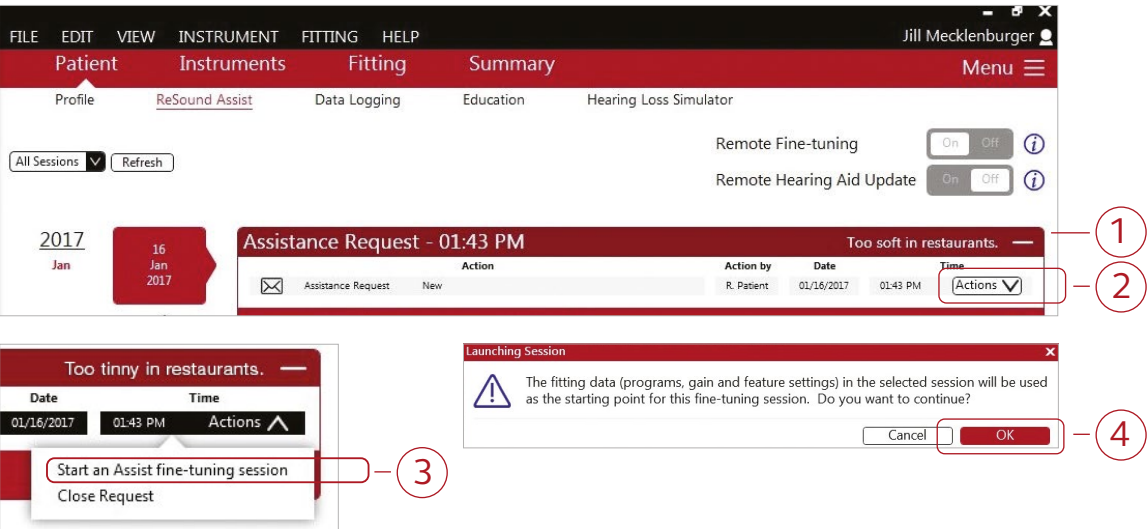 FILE EDIT VIEW INSTRUMENT FITTING HELP Jill Mecklenburger
Patient Instruments Fitting Summary Menu
Profile ReSound Assist Data Logging Education Hearing Loss Simulator
Remote Fine-tuning On Off i
All Sessions Refresh
Remote Hearing Aid Update On Off i
2017
Jan
16
Jan
2017
Assistance Request - 01:43 PM Too soft in restaurants.
1
Action Action by Date Time
Assistance Request New R. Patient 01/16/2017 01:43 PM Actions
2
Too tinny in restaurants.
Date Time
01/16/2017 01:43 PM Actions
Start an Assist fine-tuning session
3
Close Request
Launching Session X
The fitting data (programs, gain and feature settings) in the selected session will be used
as the starting point for this fine-tuning session. Do you want to continue?
Cancel OK
4